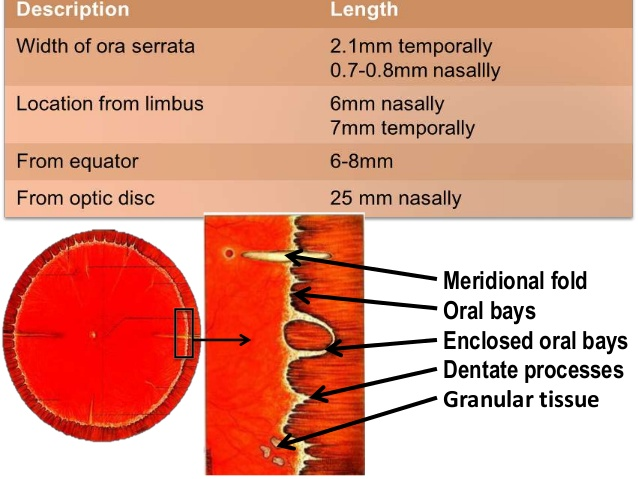 Description Length
Width of ora serrata 2.1mm temporally
0.7-0.8mm nasallly
Location from limbus 6mm nasally
7mm temporally
From equator 6-8mm
From optic disc 25 mm nasally
Meridional fold
Oral bays
Enclosed oral bays
Dentate processes
Granular tissue